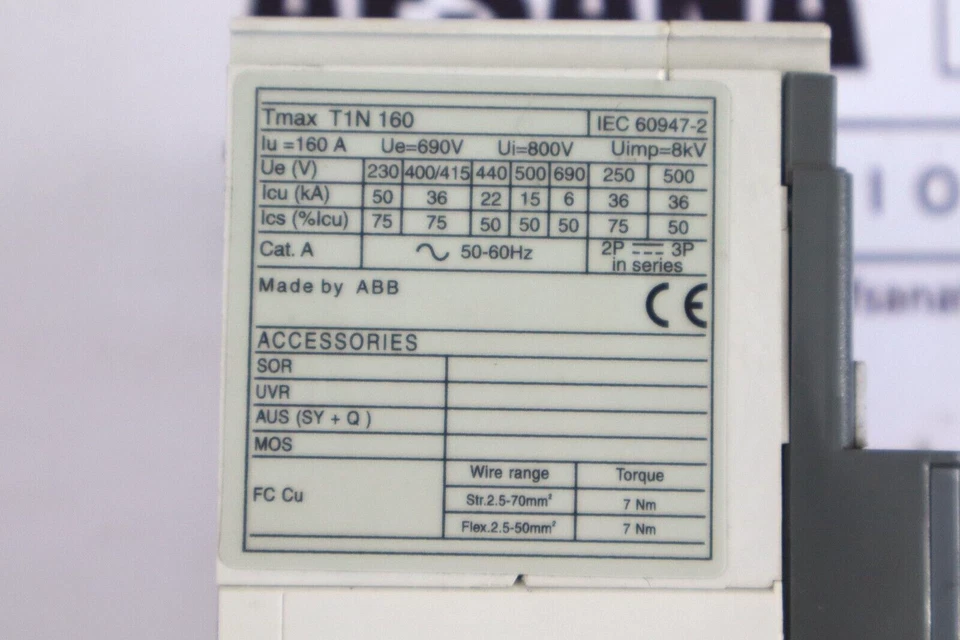 Tmax T1N 160 IEC 60947-2
Iu =160 A Ue=690V Ui=800V Uimp=8kV
Ue (V) 230 400/415 440 500 690 250 500
Icu (kA) 50 36 22 15 6 36 36
Ics (%Icu) 75 75 50 50 50 75 50
Cat. A 50-60Hz 2P 3P
in series
Made by ABB CE
ACCESSORIES
SOR
UVR
AUS (SY + Q )
MOS
Wire range Torque
FC Cu Str.2.5-70mm² 7 Nm
Flex.2.5-50mm² 7 Nm